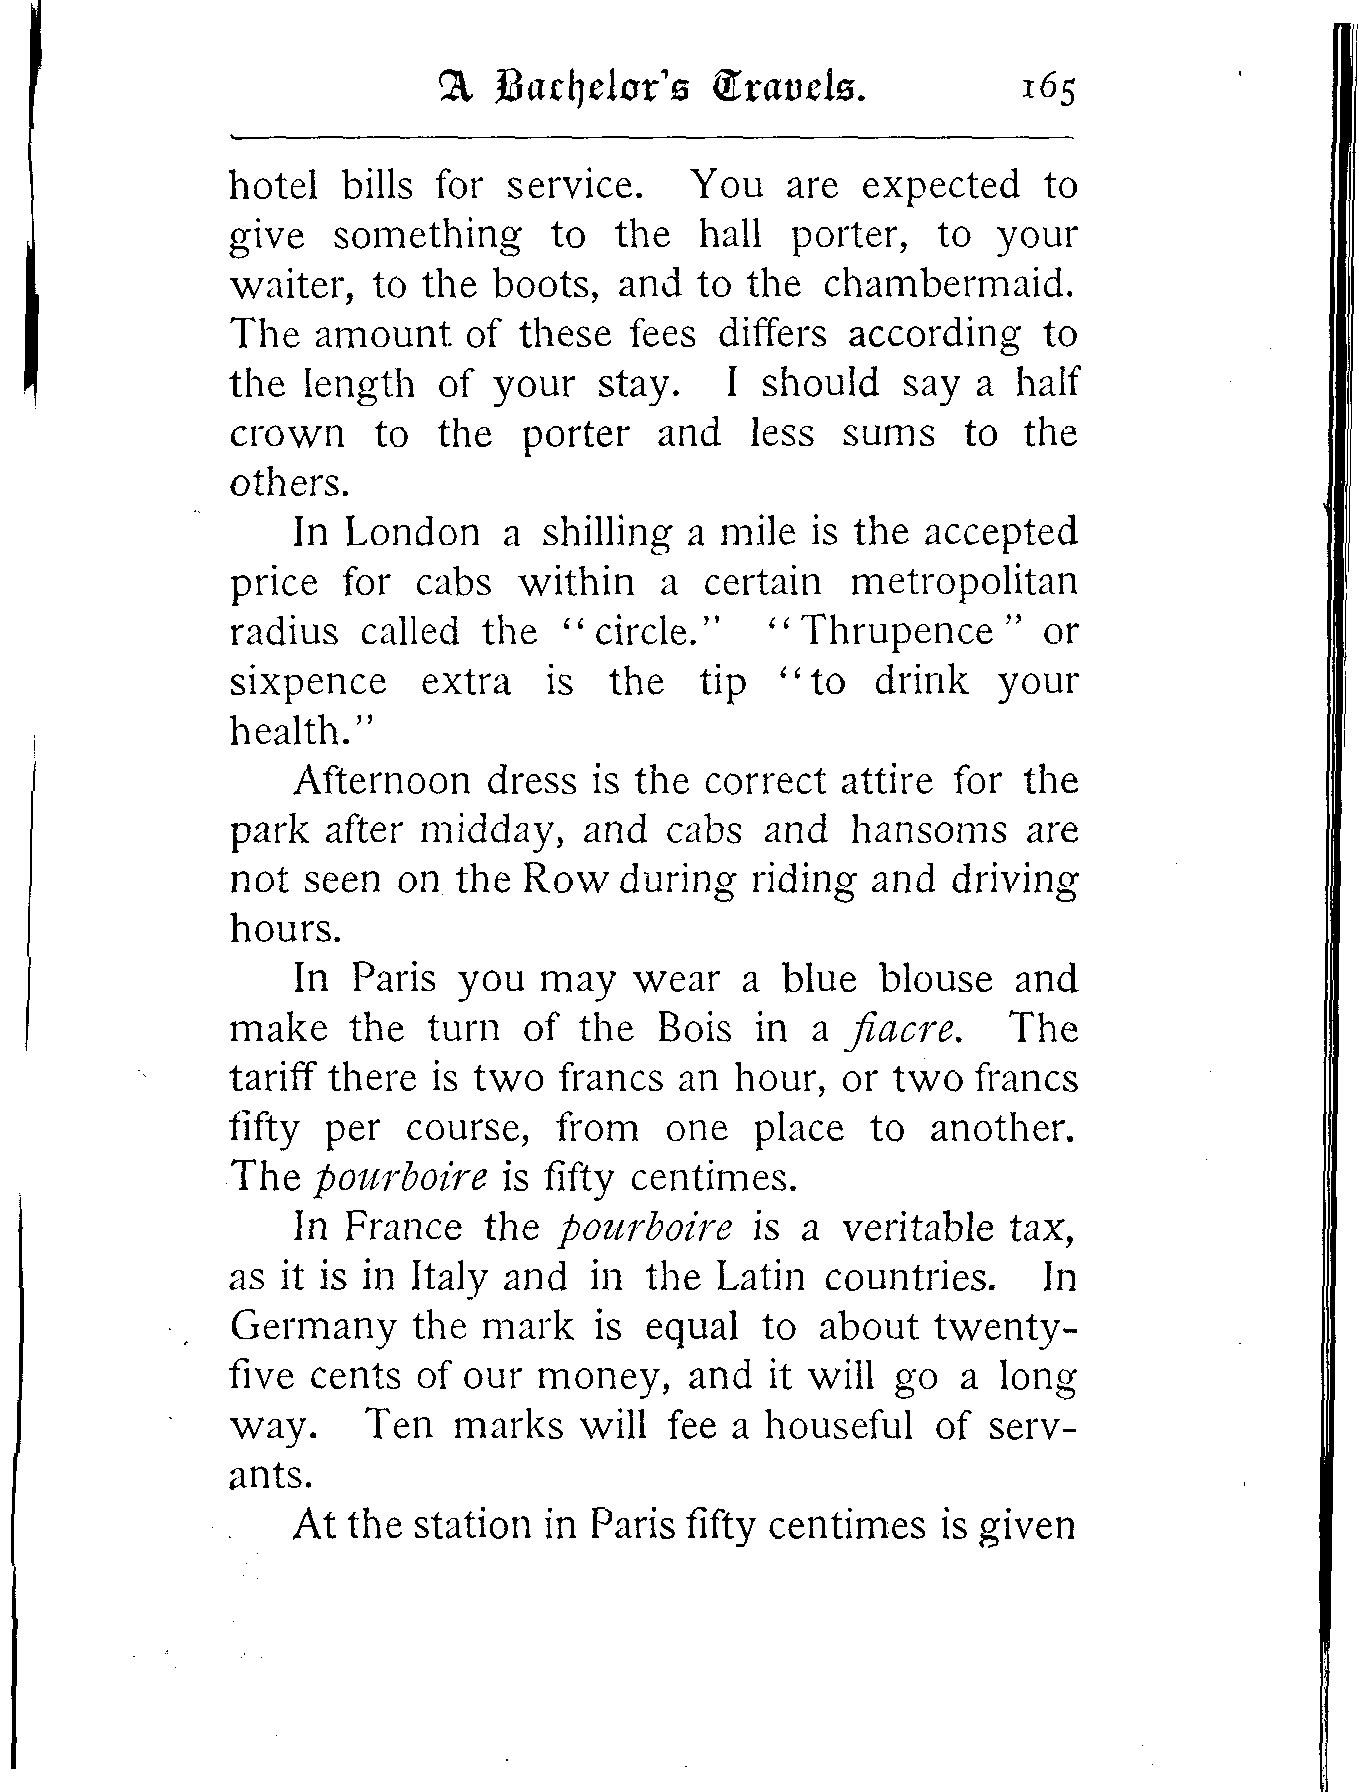 A Bachelor's Travels. 165
hotel bills for service. You are expected to
give something to the hall porter, to your
waiter, to the boots, and to the chambermaid.
The amount of these fees differs according to
the length of your stay. I should say a half
crown to the porter and less sums to the
others.
In London a shilling a mile is the accepted
price for cabs within a certain metropolitan
radius called the “circle.” “Thrupence” or
sixpence extra is the tip “to drink your
health.”
Afternoon dress is the correct attire for the
park after midday, and cabs and hansoms are
not seen on the Row during riding and driving
hours.
In Paris you may wear a blue blouse and
make the turn of the Bois in a fiacre. The
tariff there is two francs an hour, or two francs
fifty per course, from one place to another.
The pourboire is fifty centimes.
In France the pourboire is a veritable tax,
as it is in Italy and in the Latin countries. In
Germany the mark is equal to about twenty-
five cents of our money, and it will go a long
way. Ten marks will fee a houseful of serv-
ants.
At the station in Paris fifty centimes is given